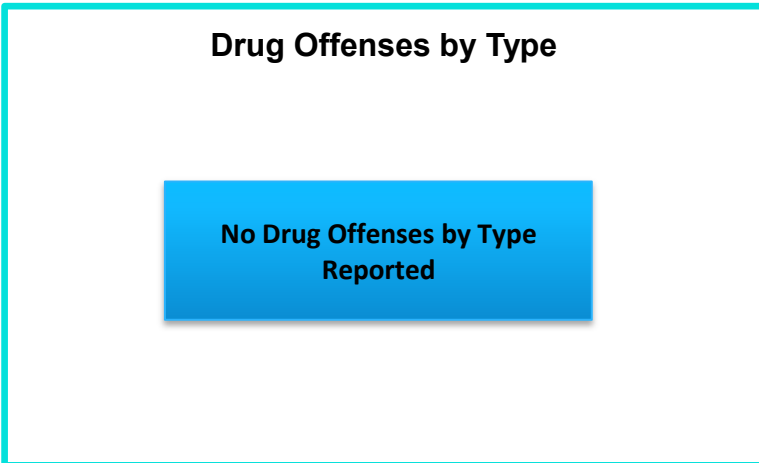 Drug Offenses by Type
No Drug Offenses by Type
Reported